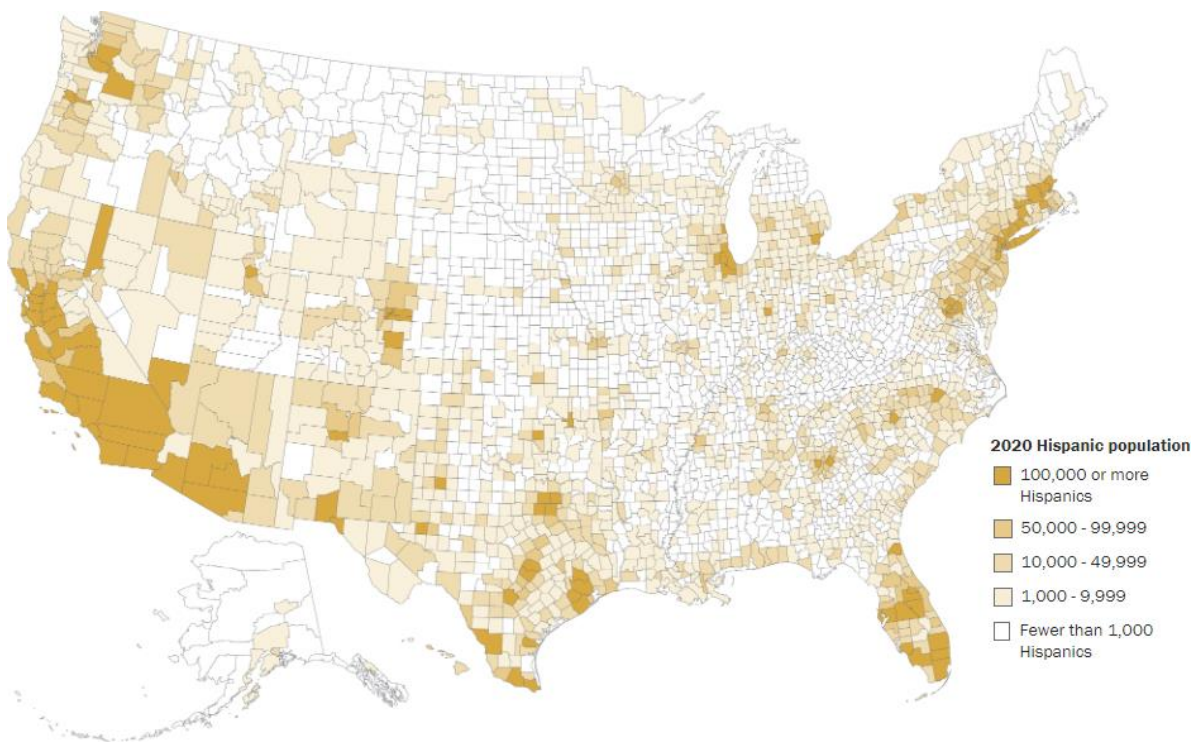 2020 Hispanic population
100,000 or more
Hispanics
50,000 - 99,999
10,000 - 49,999
1,000 - 9,999
Fewer than 1,000
Hispanics